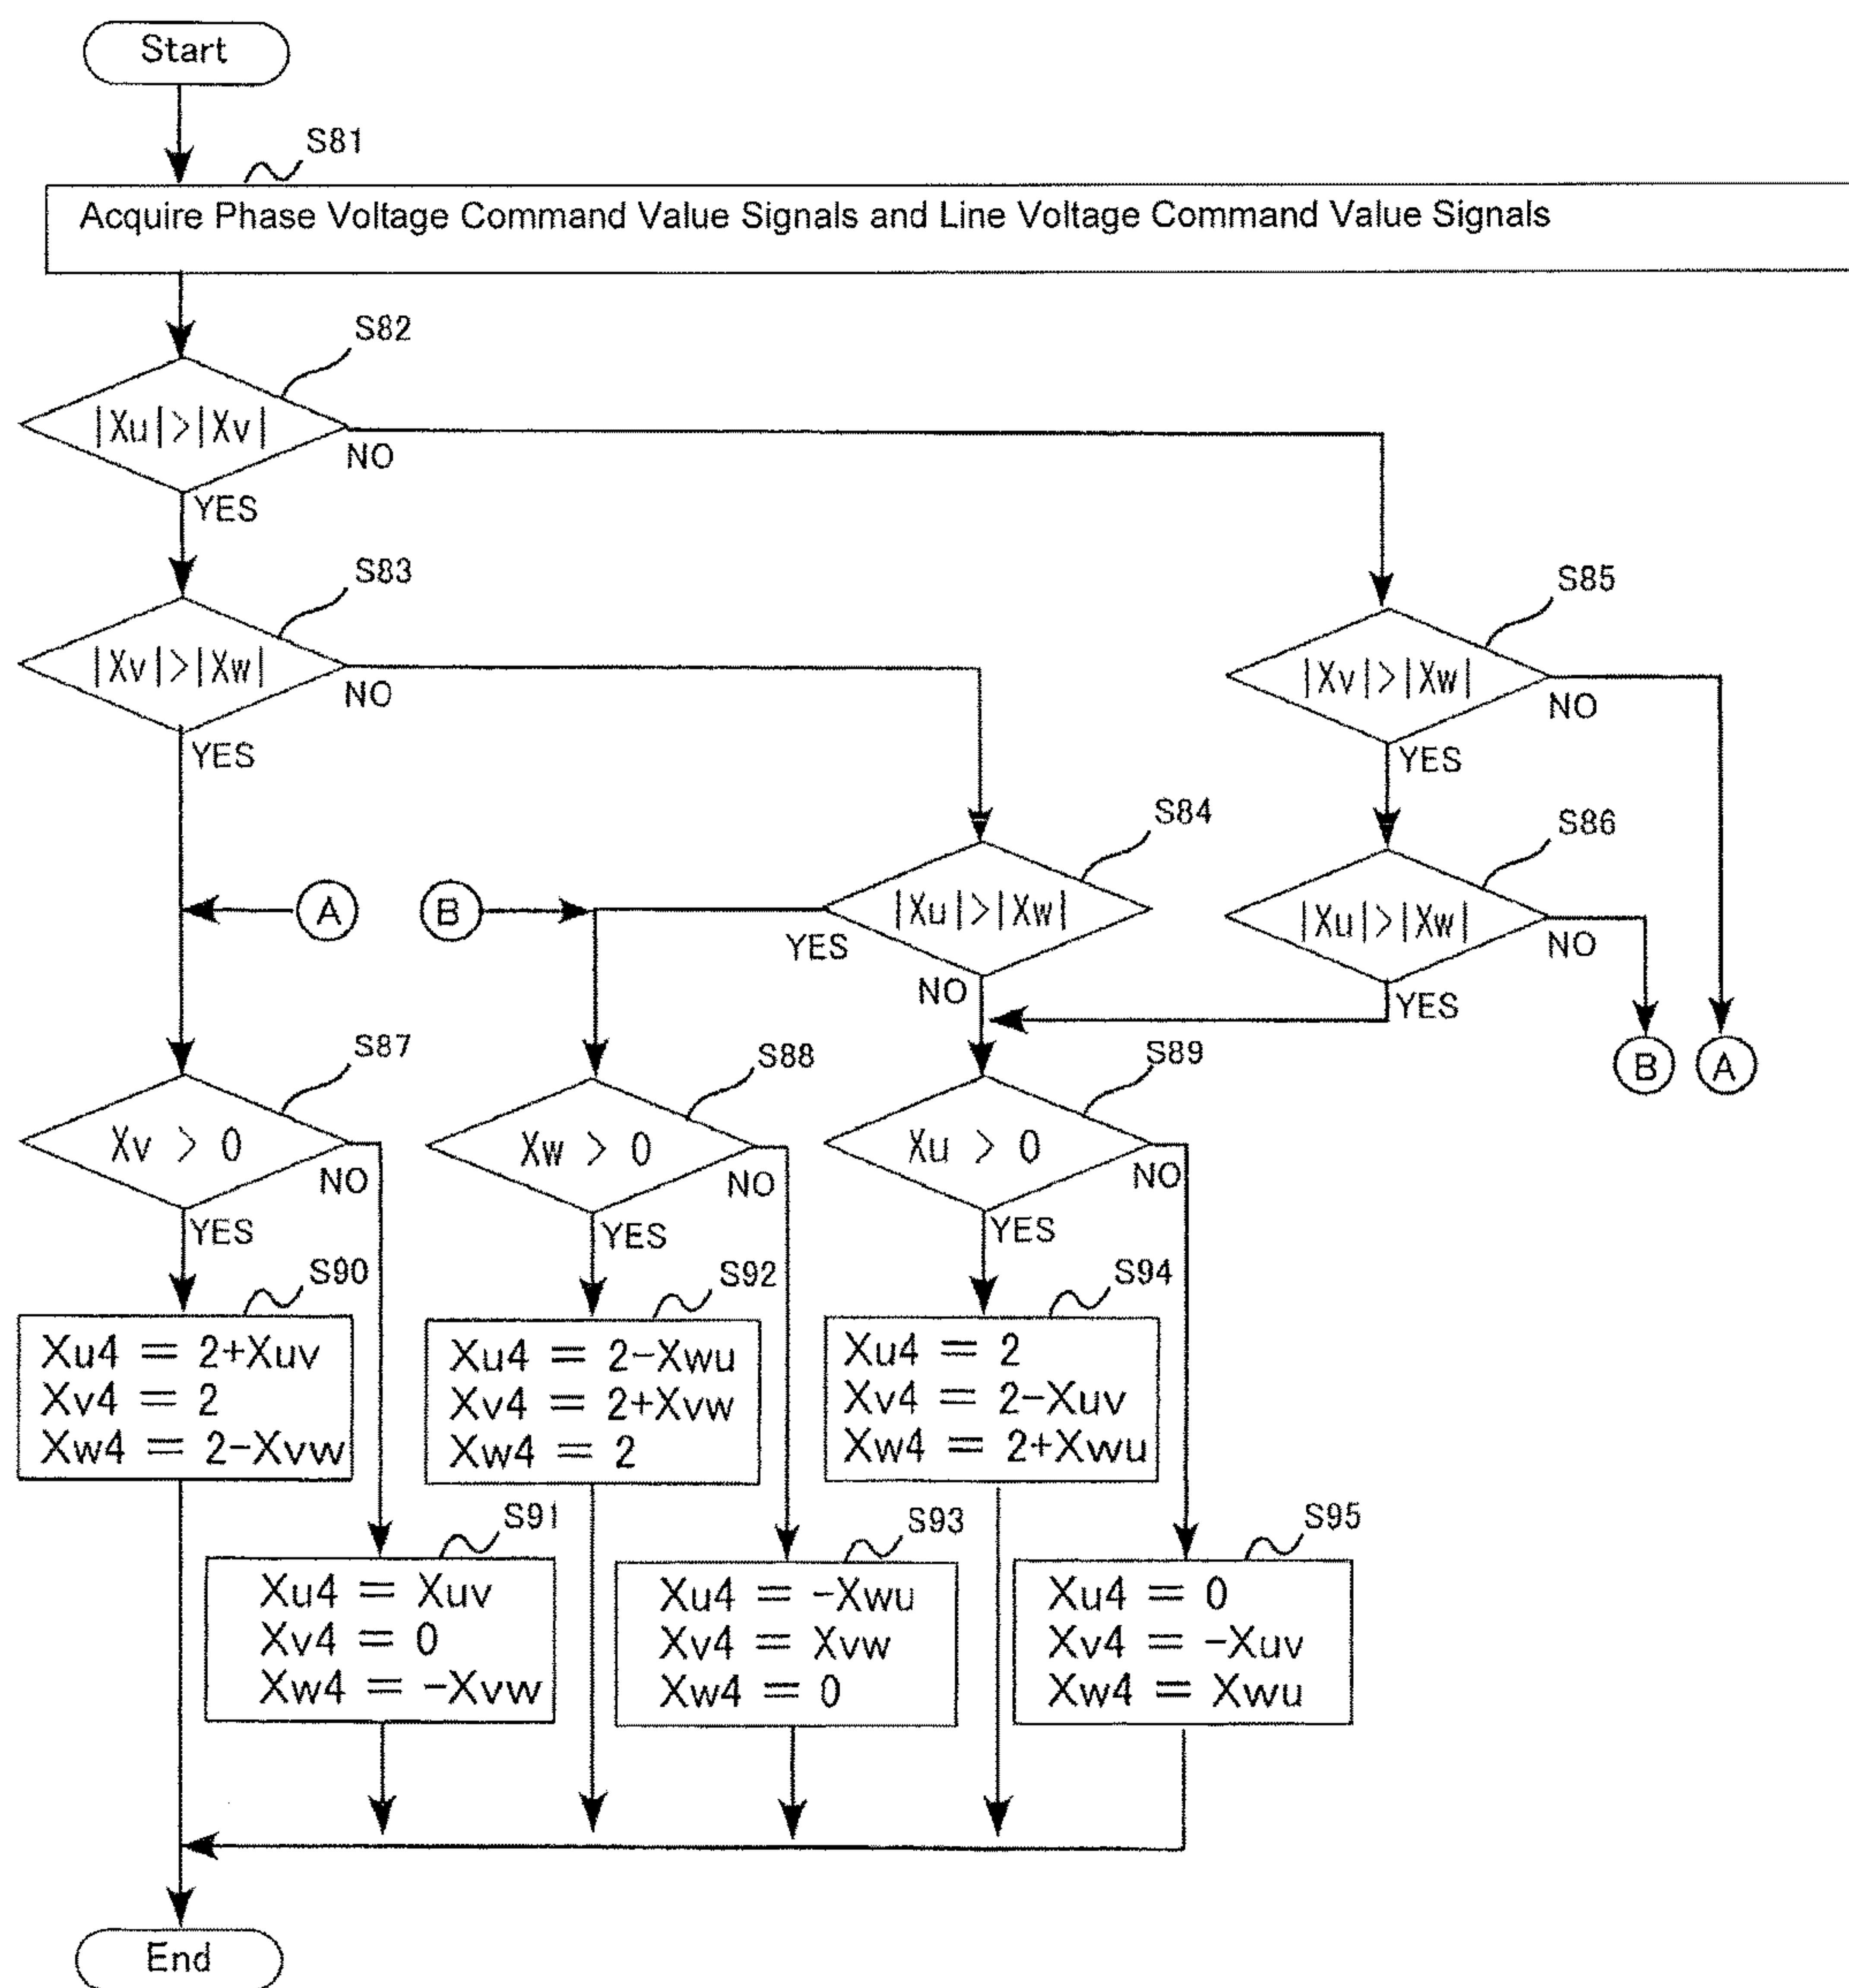 Start
S81
Acquire Phase Voltage Command Value Signals and Line Voltage Command Value Signals
S82
|Xu|>|Xv|
NO
YES
S83
|Xv|>|Xw|
NO
YES
S85
|Xv|>|Xw|
NO
YES
S84
|Xu|>|Xw|
YES
NO
S86
|Xu|>|Xw|
NO
YES
A
B
B
A
S87
Xv > 0
NO
YES
S88
Xw > 0
NO
YES
S89
Xu > 0
NO
YES
S90
Xu4 = 2+Xuv
Xv4 = 2
Xw4 = 2-Xvw
S92
Xu4 = 2-Xwu
Xv4 = 2+Xvw
Xw4 = 2
S94
Xu4 = 2
Xv4 = 2-Xuv
Xw4 = 2+Xwu
S91
Xu4 = Xuv
Xv4 = 0
Xw4 = -Xvw
S93
Xu4 = -Xwu
Xv4 = Xvw
Xw4 = 0
S95
Xu4 = 0
Xv4 = -Xuv
Xw4 = Xwu
End